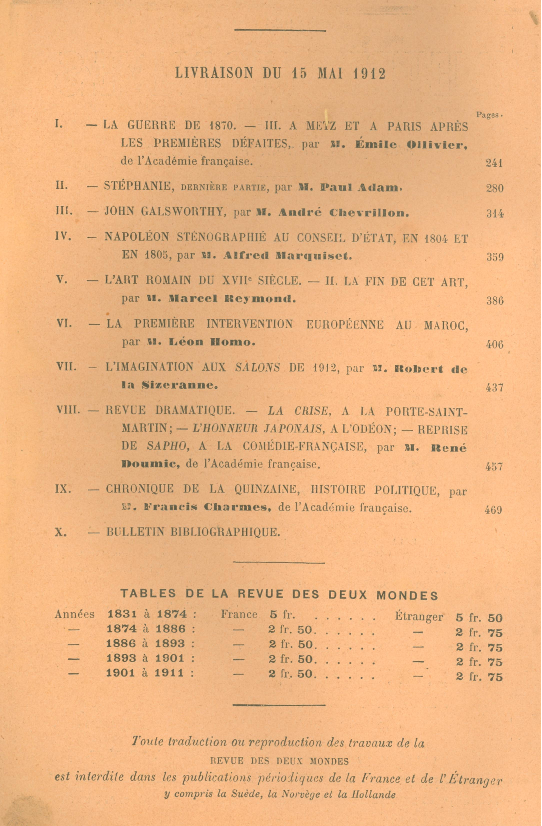 LIVRAISON DU 15 MAI 1912
Pages.
I. — LA GUERRE DE 1870. — III. A METZ ET A PARIS APRÈS
LES PREMIÈRES DÉFAITES, par M. Émile Ollivier,
de l'Académie française. 241
II. — STÉPHANIE, DERNIÈRE PARTIE, par M. Paul Adam. 280
III. — JOHN GALSWORTHY, par M. André Chevrillon. 314
IV. — NAPOLÉON STÉNOGRAPHIÉ AU CONSEIL D'ÉTAT, EN 1804 ET
EN 1805, par M. Alfred Marquiset. 359
V. — L'ART ROMAIN DU XVIIe SIÈCLE. — II. LA FIN DE CET ART,
par M. Marcel Reymond. 386
VI. — LA PREMIÈRE INTERVENTION EUROPÉENNE AU MAROC,
par M. Léon Homo. 406
VII. — L'IMAGINATION AUX SALONS DE 1912, par M. Robert de
la Sizeranne. 437
VIII. — REVUE DRAMATIQUE. — LA CRISE, A LA PORTE-SAINT-
MARTIN; — L'HONNEUR JAPONAIS, A L'ODÉON; — REPRISE
DE SAPHO, A LA COMÉDIE-FRANÇAISE, par M. René
Doumic, de l'Académie française. 457
IX. — CHRONIQUE DE LA QUINZAINE, HISTOIRE POLITIQUE, par
M. Francis Charmes, de l'Académie française. 469
X. — BULLETIN BIBLIOGRAPHIQUE.
TABLES DE LA REVUE DES DEUX MONDES
Années 1831 à 1874 : France 5 fr. . . . . . . Étranger 5 fr. 50
— 1874 à 1886 : — 2 fr. 50. . . . . . — 2 fr. 75
— 1886 à 1893 : — 2 fr. 50. . . . . . — 2 fr. 75
— 1893 à 1901 : — 2 fr. 50. . . . . . — 2 fr. 75
— 1901 à 1911 : — 2 fr. 50. . . . . . — 2 fr. 75
Toute traduction ou reproduction des travaux de la
REVUE DES DEUX MONDES
est interdite dans les publications périodiques de la France et de l'Étranger
y compris la Suède, la Norvège et la Hollande